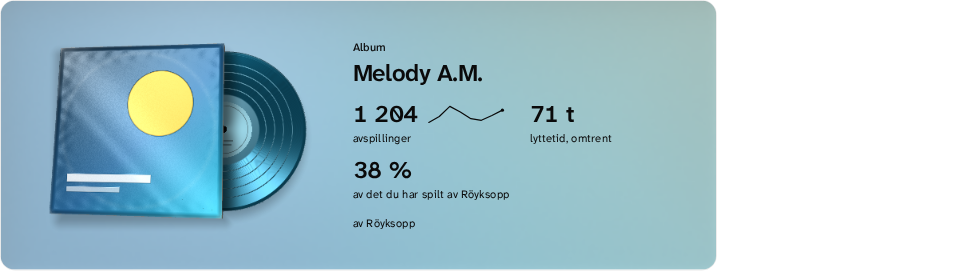 Album
Melody A.M.
1 204
71 t
avspillinger
lyttetid, omtrent
38 %
av det du har spilt av Röyksopp
av Röyksopp